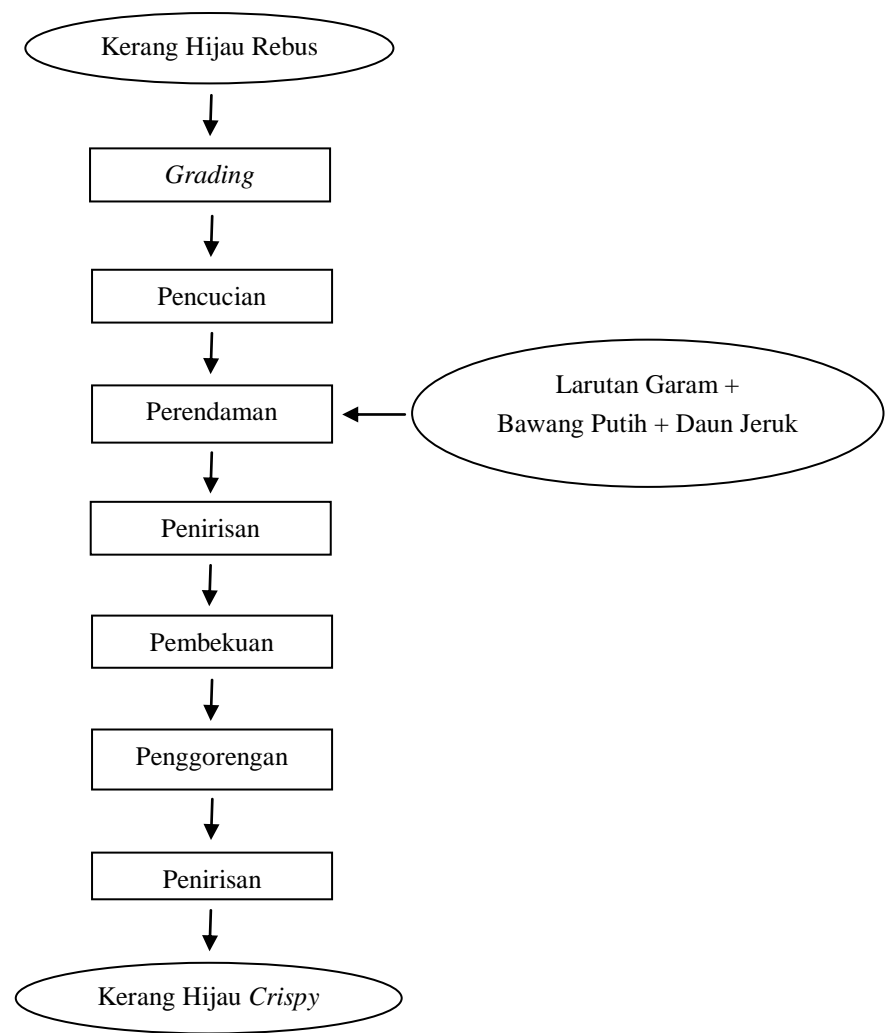 Kerang Hijau Rebus
Grading
Pencucian
Perendaman
Larutan Garam +
Bawang Putih + Daun Jeruk
Penirisan
Pembekuan
Penggorengan
Penirisan
Kerang Hijau Crispy